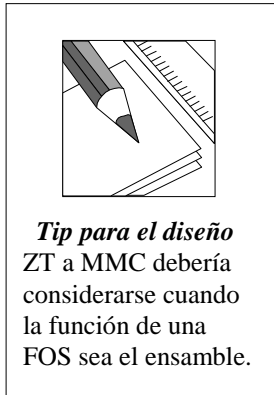 Tip para el diseño
ZT a MMC debería
considerarse cuando
la función de una
FOS sea el ensamble.